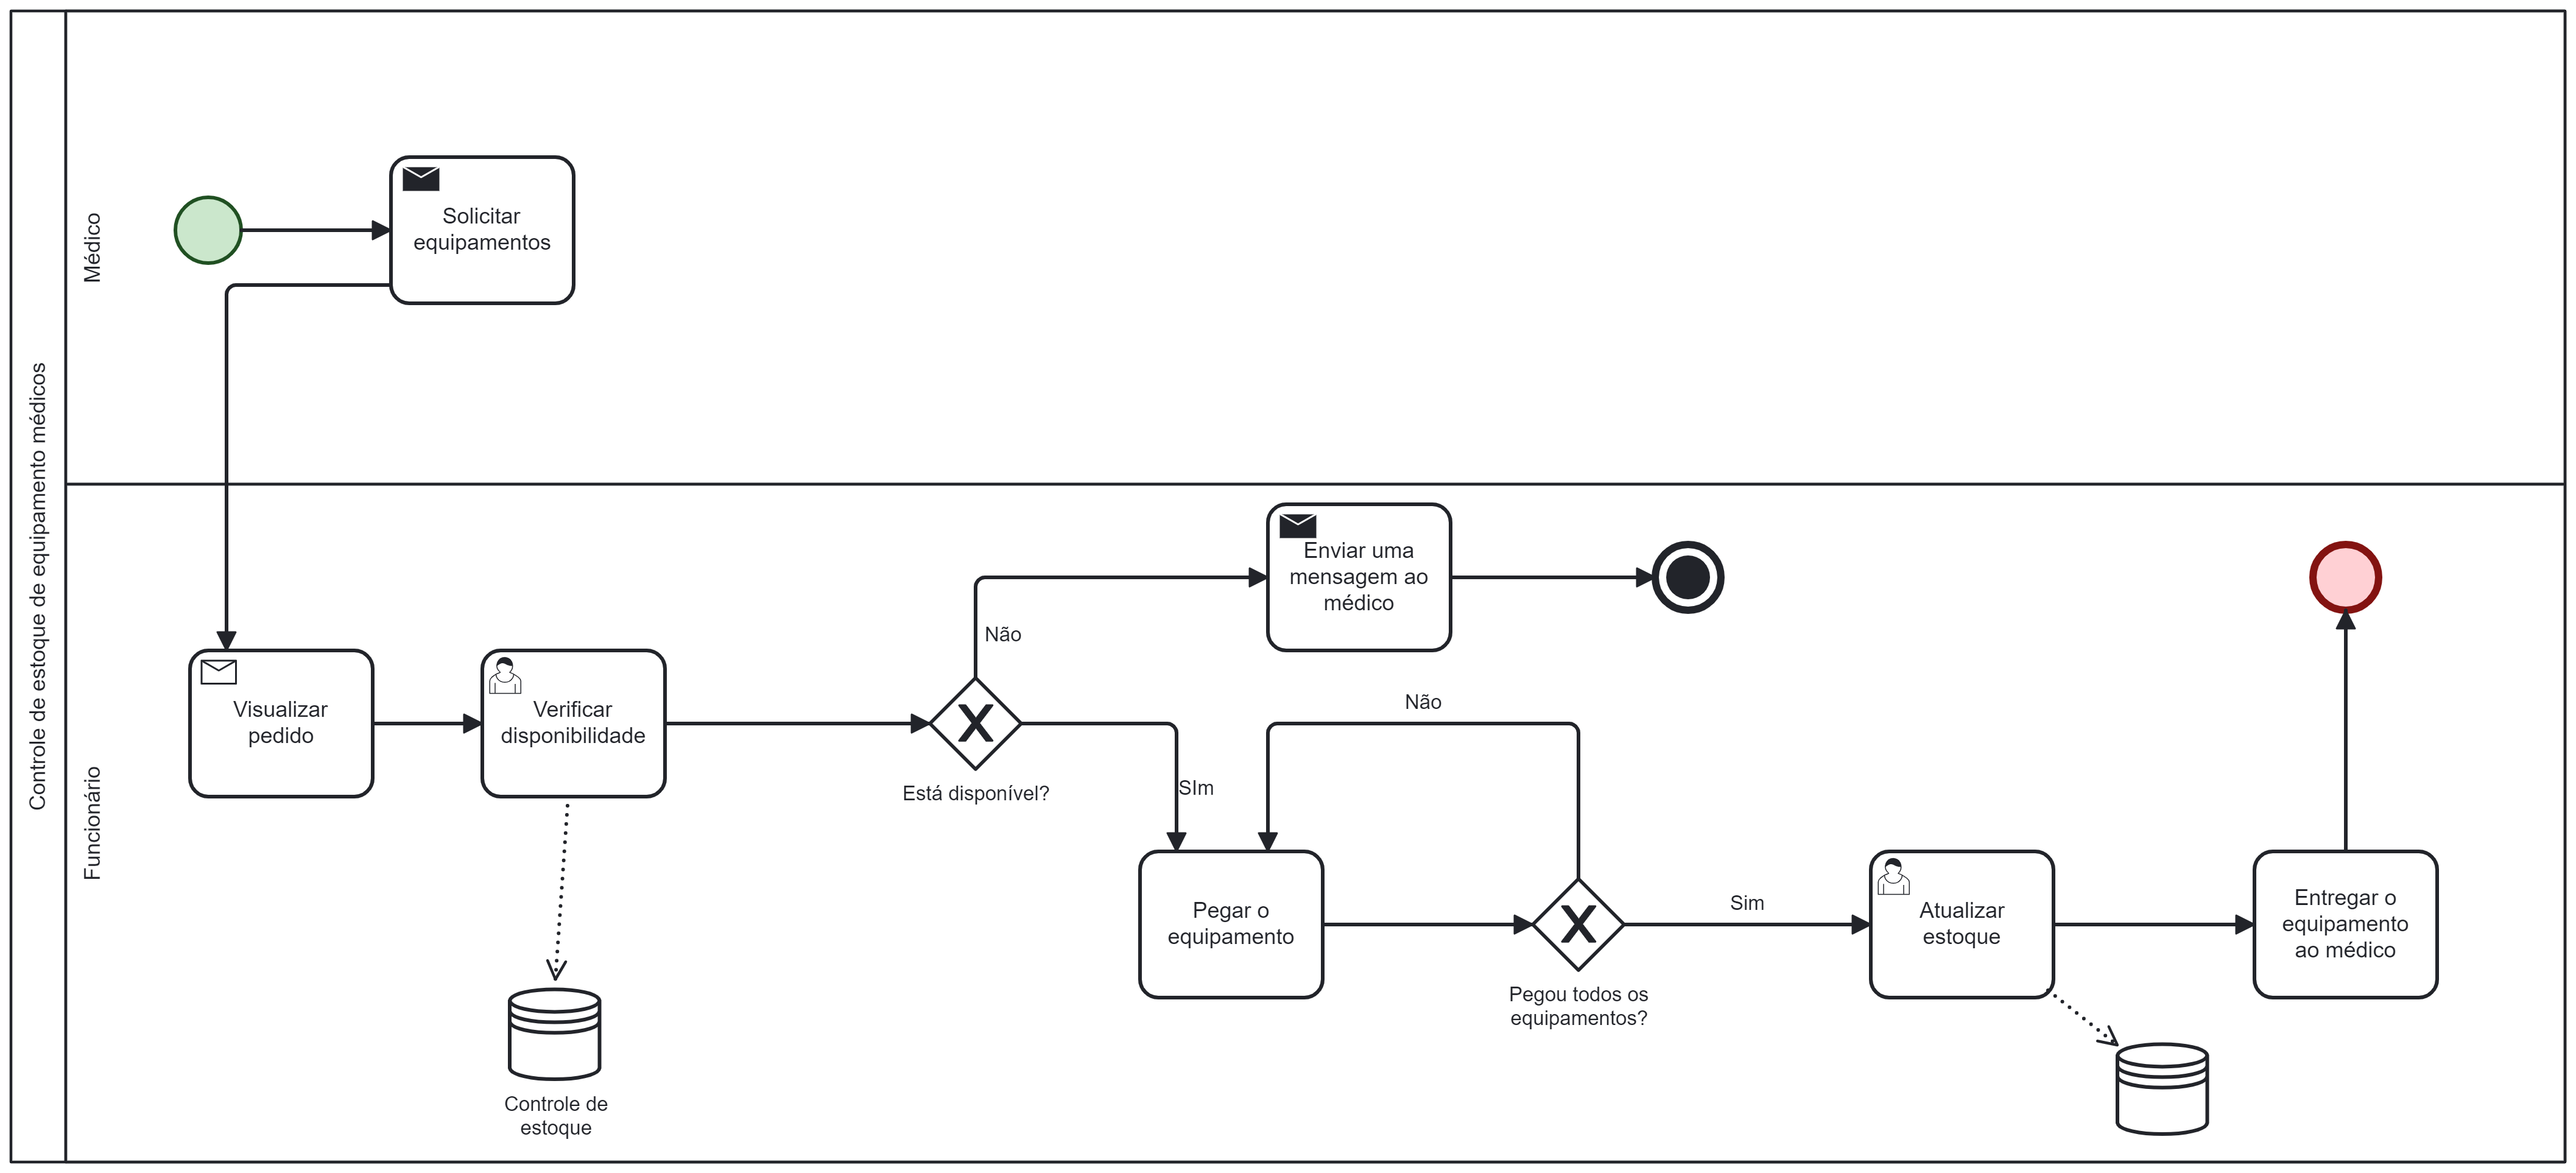 Controle de estoque de equipamento médicos
Médico
Solicitar
equipamentos
Funcionário
Visualizar
pedido
Verificar
disponibilidade
Controle de
estoque
Está disponível?
Não
SIm
Enviar uma
mensagem ao
médico
Pegar o
equipamento
Não
Pegou todos os
equipamentos?
Sim
Atualizar
estoque
Entregar o
equipamento
ao médico